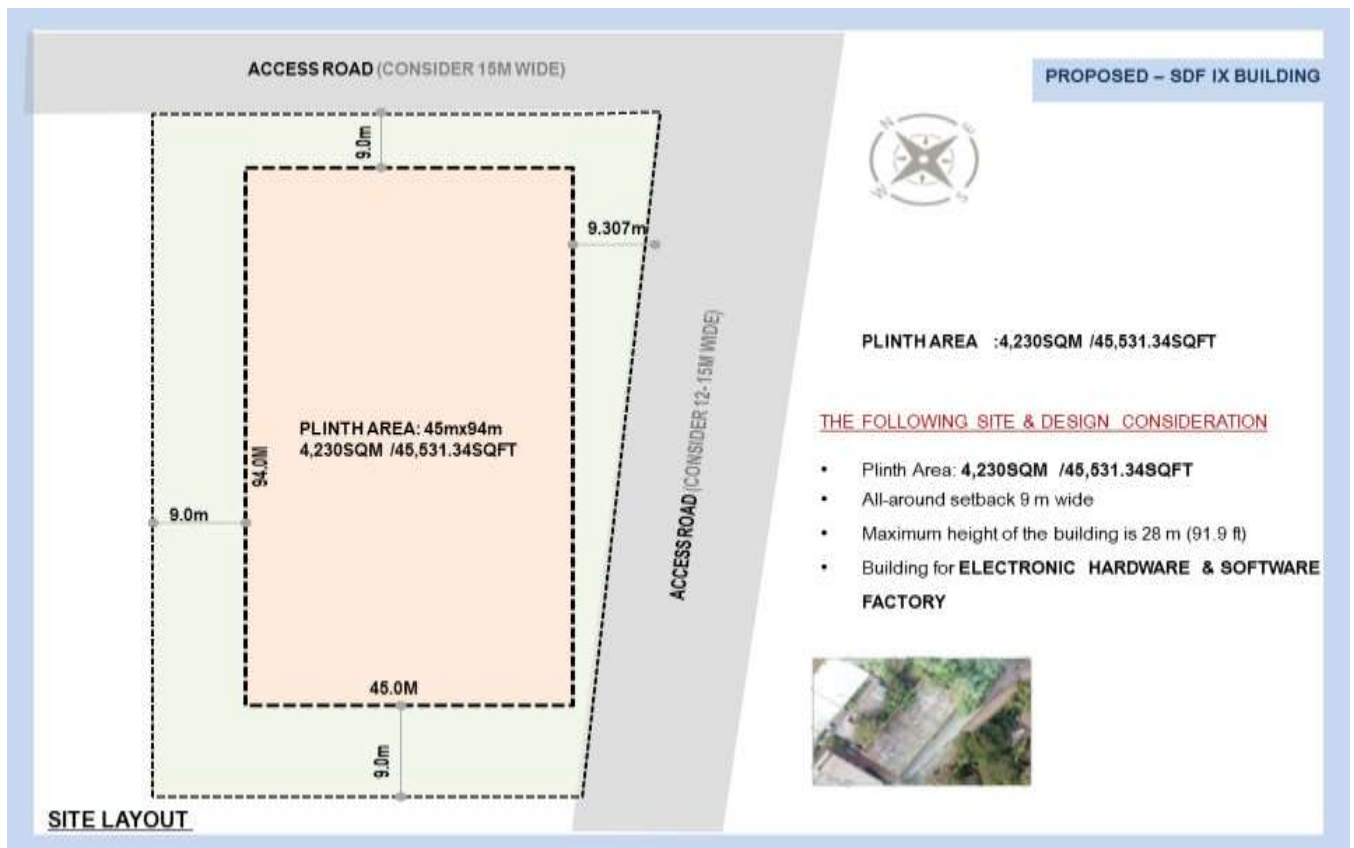 ACCESS ROAD (CONSIDER 15M WIDE)
PROPOSED – SDF IX BUILDING
N
E
W
S
9.0m
9.307m
ACCESS ROAD (CONSIDER 12-15M WIDE)
PLINTH AREA: 45mx94m
4,230SQM /45,531.34SQFT
94.0M
9.0m
45.0M
9.0m
SITE LAYOUT
PLINTH AREA :4,230SQM /45,531.34SQFT
THE FOLLOWING SITE & DESIGN CONSIDERATION
• Plinth Area: 4,230SQM /45,531.34SQFT
• All-around setback 9 m wide
• Maximum height of the building is 28 m (91.9 ft)
• Building for ELECTRONIC HARDWARE & SOFTWARE
FACTORY